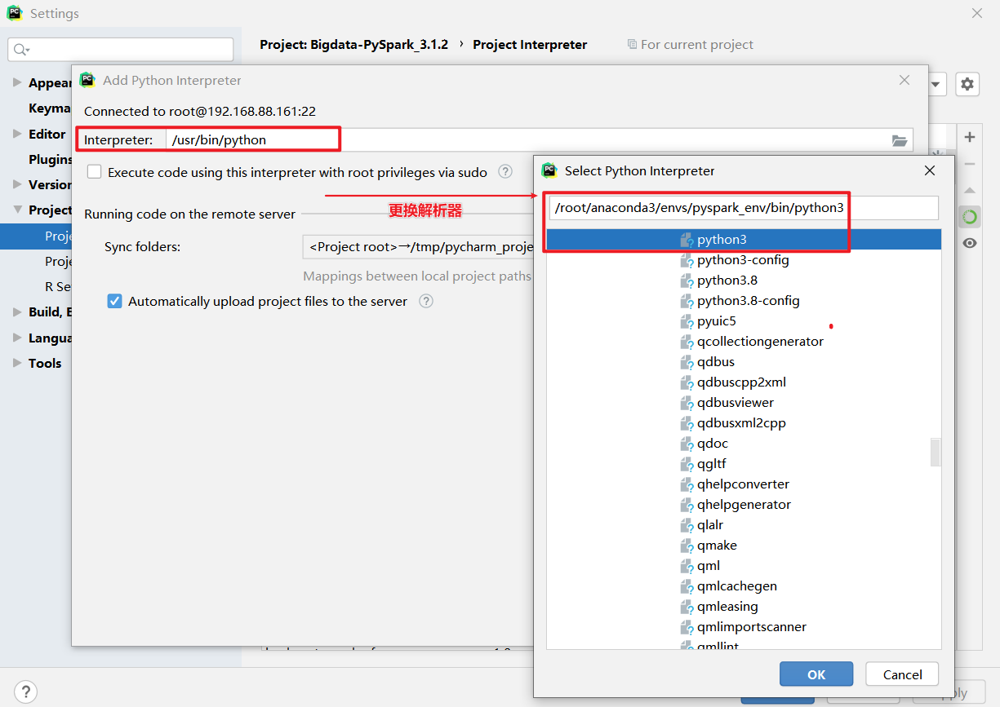 Settings
Project: Bigdata-PySpark_3.1.2 › Project Interpreter
For current project
Appear
Keyma
Editor
Plugins
Version
Project
Proje
Proje
R Se
Build, E
Langua
Tools
Add Python Interpreter
Connected to root@192.168.88.161:22
Interpreter: /usr/bin/python
Execute code using this interpreter with root privileges via sudo
更换解析器
Running code on the remote server
Sync folders: <Project root>→/tmp/pycharm_proje
Mappings between local project paths
Automatically upload project files to the server
Select Python Interpreter
/root/anaconda3/envs/pyspark_env/bin/python3
python3
python3-config
python3.8
python3.8-config
pyuic5
qcollectiongenerator
qdbus
qdbuscpp2xml
qdbusviewer
qdbusxml2cpp
qdoc
qgltf
qhelpconverter
qhelpgenerator
qlalr
qmake
qml
qmlcachegen
qmleasing
qmlimportscanner
qmllint
OK
Cancel